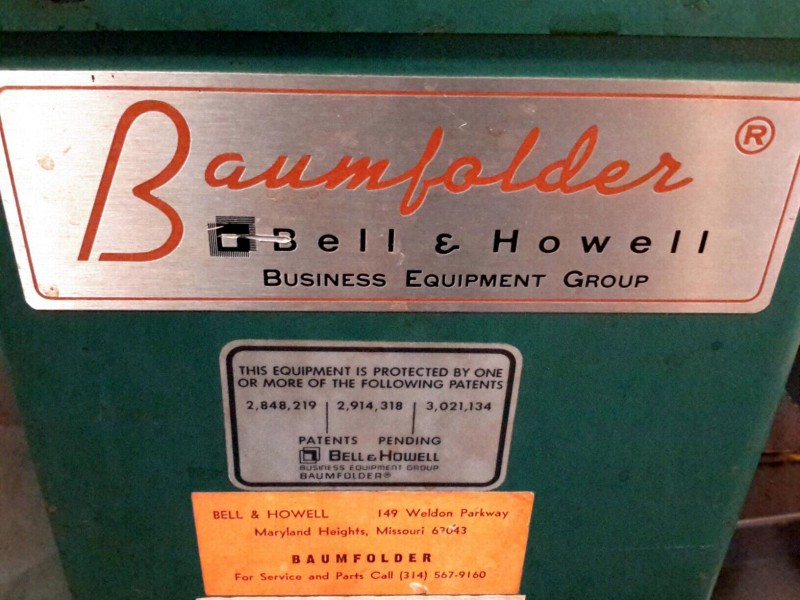 Baumfolder ®
Bell & Howell
BUSINESS EQUIPMENT GROUP
THIS EQUIPMENT IS PROTECTED BY ONE
OR MORE OF THE FOLLOWING PATENTS
2,848,219 | 2,914,318 | 3,021,134
PATENTS PENDING
BELL & HOWELL
BUSINESS EQUIPMENT GROUP
BAUMFOLDER®
BELL & HOWELL 149 Weldon Parkway
Maryland Heights, Missouri
BAUMFOLDER
For Service and Parts Call (314) 567-9160